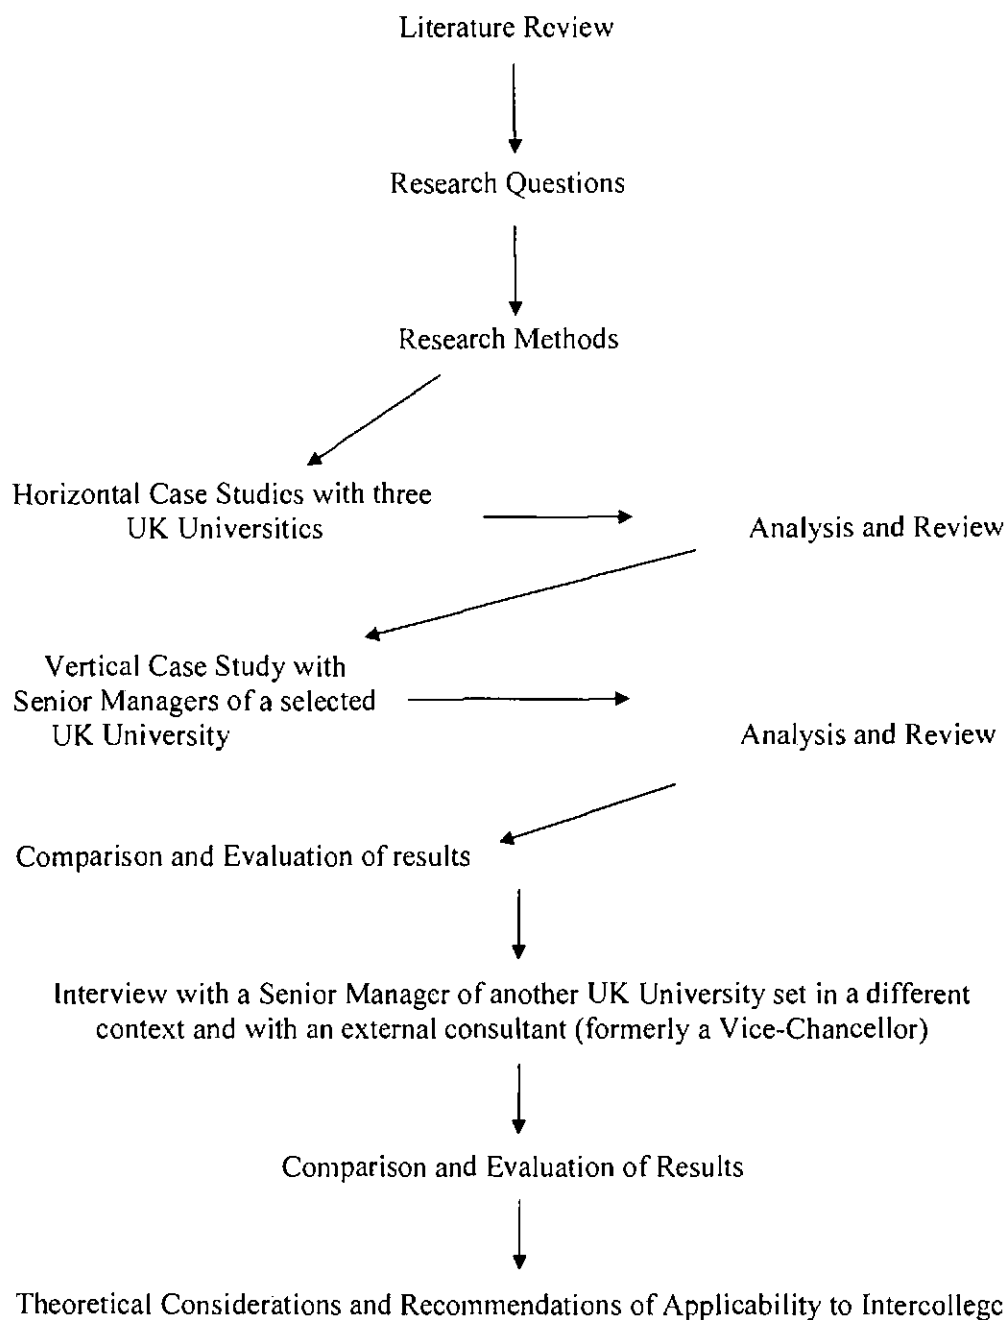 Literature Review
Research Questions
Research Methods
Horizontal Case Studies with three
UK Universities
Analysis and Review
Vertical Case Study with
Senior Managers of a selected
UK University
Analysis and Review
Comparison and Evaluation of results
Interview with a Senior Manager of another UK University set in a different
context and with an external consultant (formerly a Vice-Chancellor)
Comparison and Evaluation of Results
Theoretical Considerations and Recommendations of Applicability to Intercollege